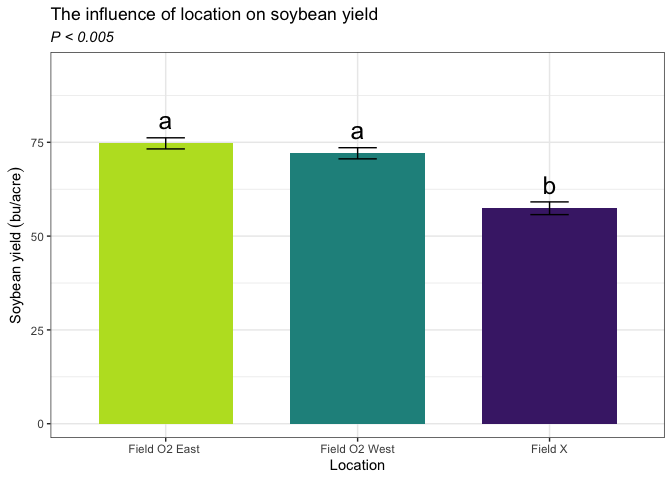 The influence of location on soybean yield
P < 0.005
Soybean yield (bu/acre)
75
50
25
0
a
a
b
Field O2 East
Field O2 West
Field X
Location